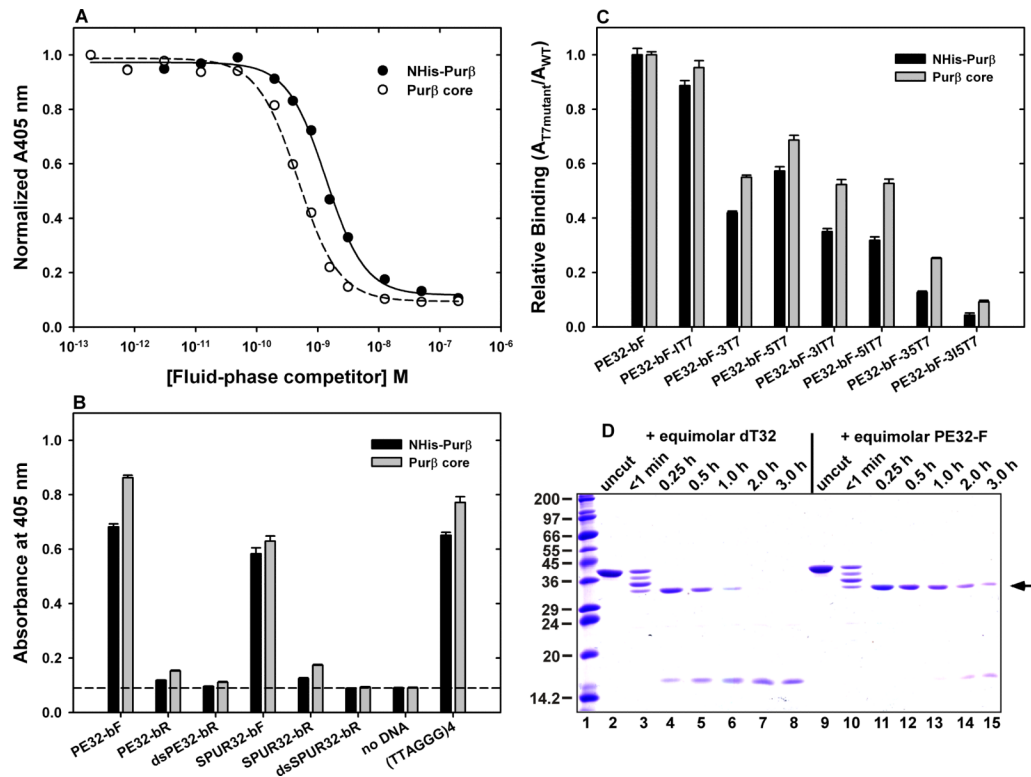 A
Normalized A405 nm
1.0
0.8
0.6
0.4
0.2
0.0
NHis-Purβ
Purβ core
10-13 10-12 10-11 10-10 10-9 10-8 10-7 10-6
[Fluid-phase competitor] M
B
Absorbance at 405 nm
1.0
0.8
0.6
0.4
0.2
0.0
NHis-Purβ
Purβ core
PE32-bF
PE32-bR
dsPE32-bR
SPUR32-bF
SPUR32-bR
dsSPUR32-bR
no DNA
(TTAGGG)4
C
Relative Binding (AT7mutant/AWT)
1.0
0.8
0.6
0.4
0.2
0.0
NHis-Purβ
Purβ core
PE32-bF
PE32-bF-IT7
PE32-bF-3T7
PE32-bF-5T7
PE32-bF-3IT7
PE32-bF-5IT7
PE32-bF-35T7
PE32-bF-3I5T7
D
+ equimolar dT32
+ equimolar PE32-F
uncut <1 min 0.25 h 0.5 h 1.0 h 2.0 h 3.0 h
uncut <1 min 0.25 h 0.5 h 1.0 h 2.0 h 3.0 h
200
97
66
55
45
36
29
24
20
14.2
1 2 3 4 5 6 7 8 9 10 11 12 13 14 15